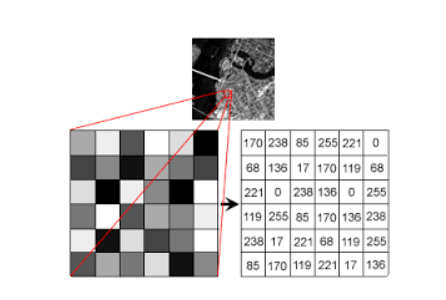 170 238 85 255 221 0
68 136 17 170 119 68
221 0 238 136 0 255
119 255 85 170 136 238
238 17 221 68 119 255
85 170 119 221 17 136